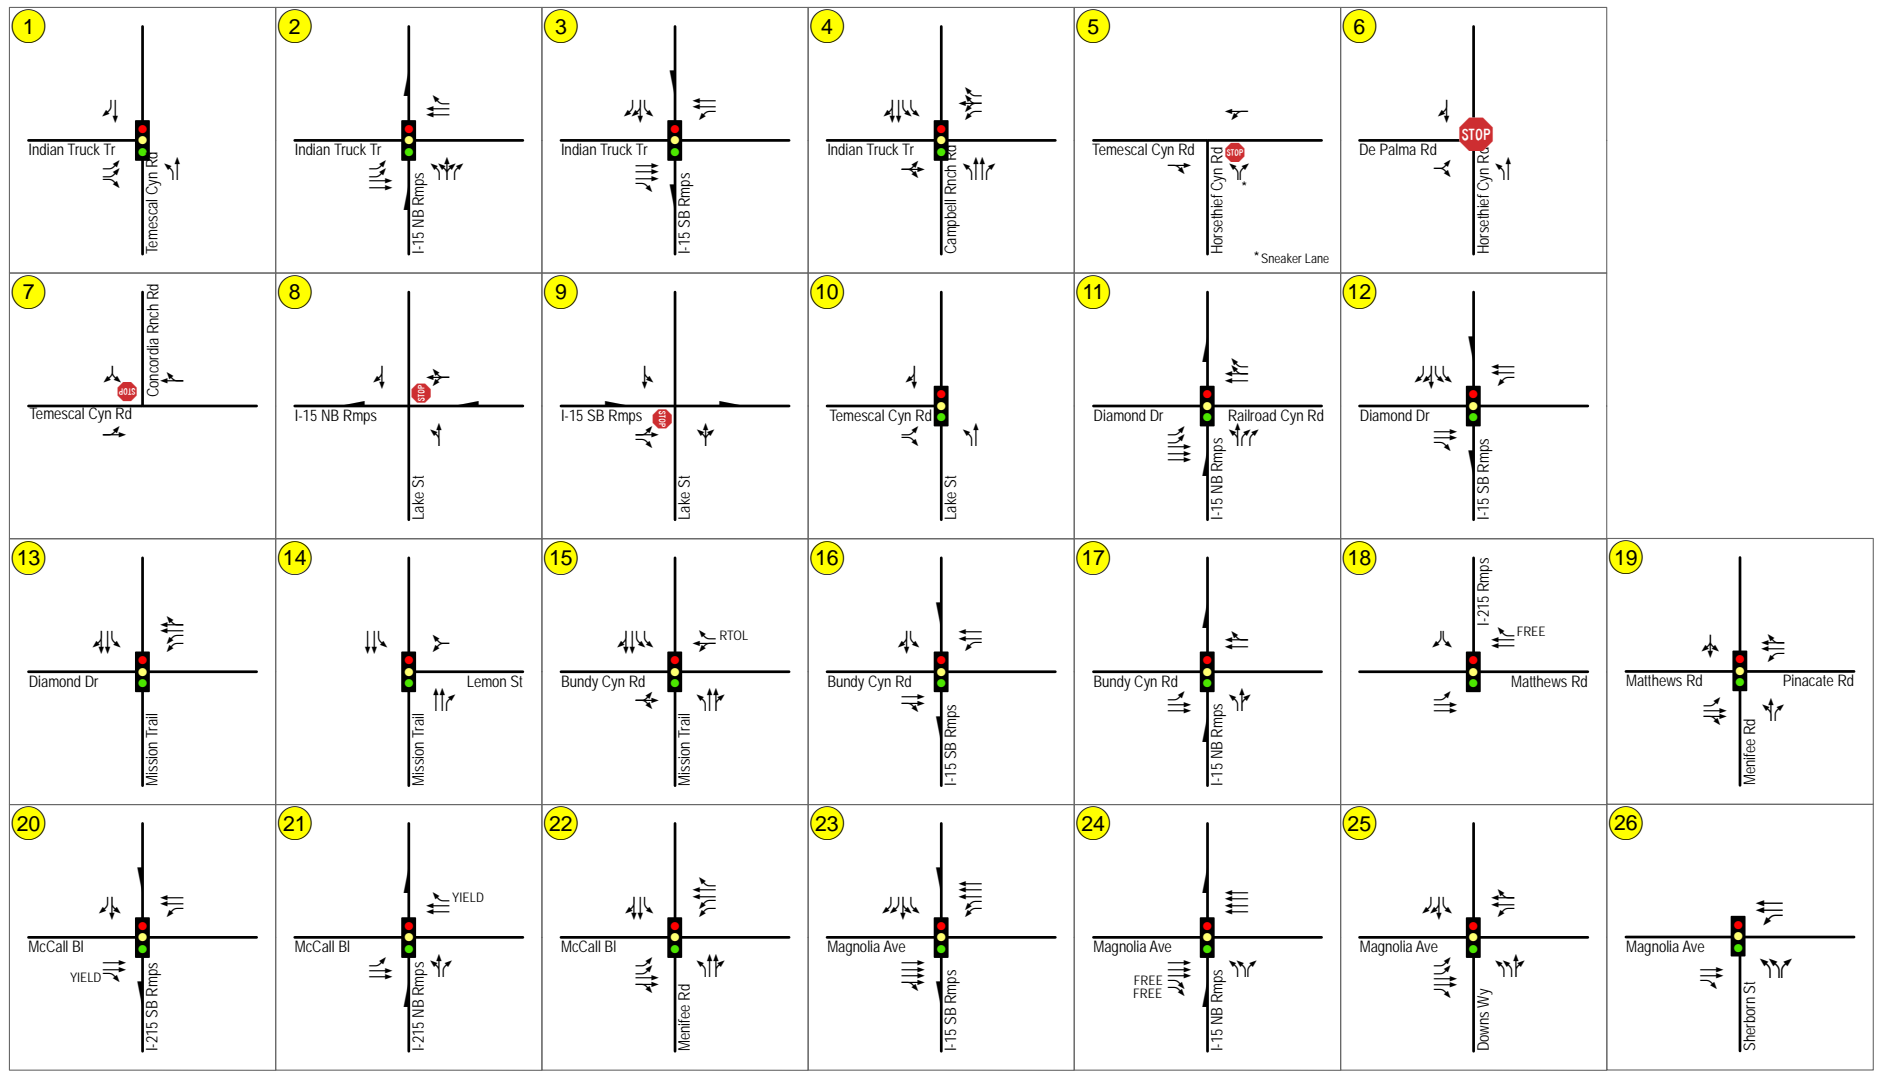 1
Indian Truck Tr
Temescal Cyn Rd
2
Indian Truck Tr
I-15 NB Rmps
3
Indian Truck Tr
I-15 SB Rmps
4
Indian Truck Tr
Campbell Rnch Rd
5
Temescal Cyn Rd
Horsethief Cyn Rd
STOP
*
* Sneaker Lane
6
De Palma Rd
STOP
Horsethief Cyn Rd
7
Concordia Rnch Rd
STOP
Temescal Cyn Rd
8
STOP
I-15 NB Rmps
Lake St
9
I-15 SB Rmps
STOP
Lake St
10
Temescal Cyn Rd
Lake St
11
Diamond Dr
Railroad Cyn Rd
I-15 NB Rmps
12
Diamond Dr
I-15 SB Rmps
13
Diamond Dr
Mission Trail
14
Lemon St
Mission Trail
15
RTOL
Bundy Cyn Rd
Mission Trail
16
Bundy Cyn Rd
I-15 SB Rmps
17
Bundy Cyn Rd
I-15 NB Rmps
18
I-215 Rmps
FREE
Matthews Rd
19
Matthews Rd
Pinacate Rd
Menifee Rd
20
McCall Bl
YIELD
I-215 SB Rmps
21
YIELD
McCall Bl
I-215 NB Rmps
22
McCall Bl
Menifee Rd
23
Magnolia Ave
I-15 SB Rmps
24
Magnolia Ave
FREE
FREE
I-15 NB Rmps
25
Magnolia Ave
Downs Wy
26
Magnolia Ave
Sherborn St